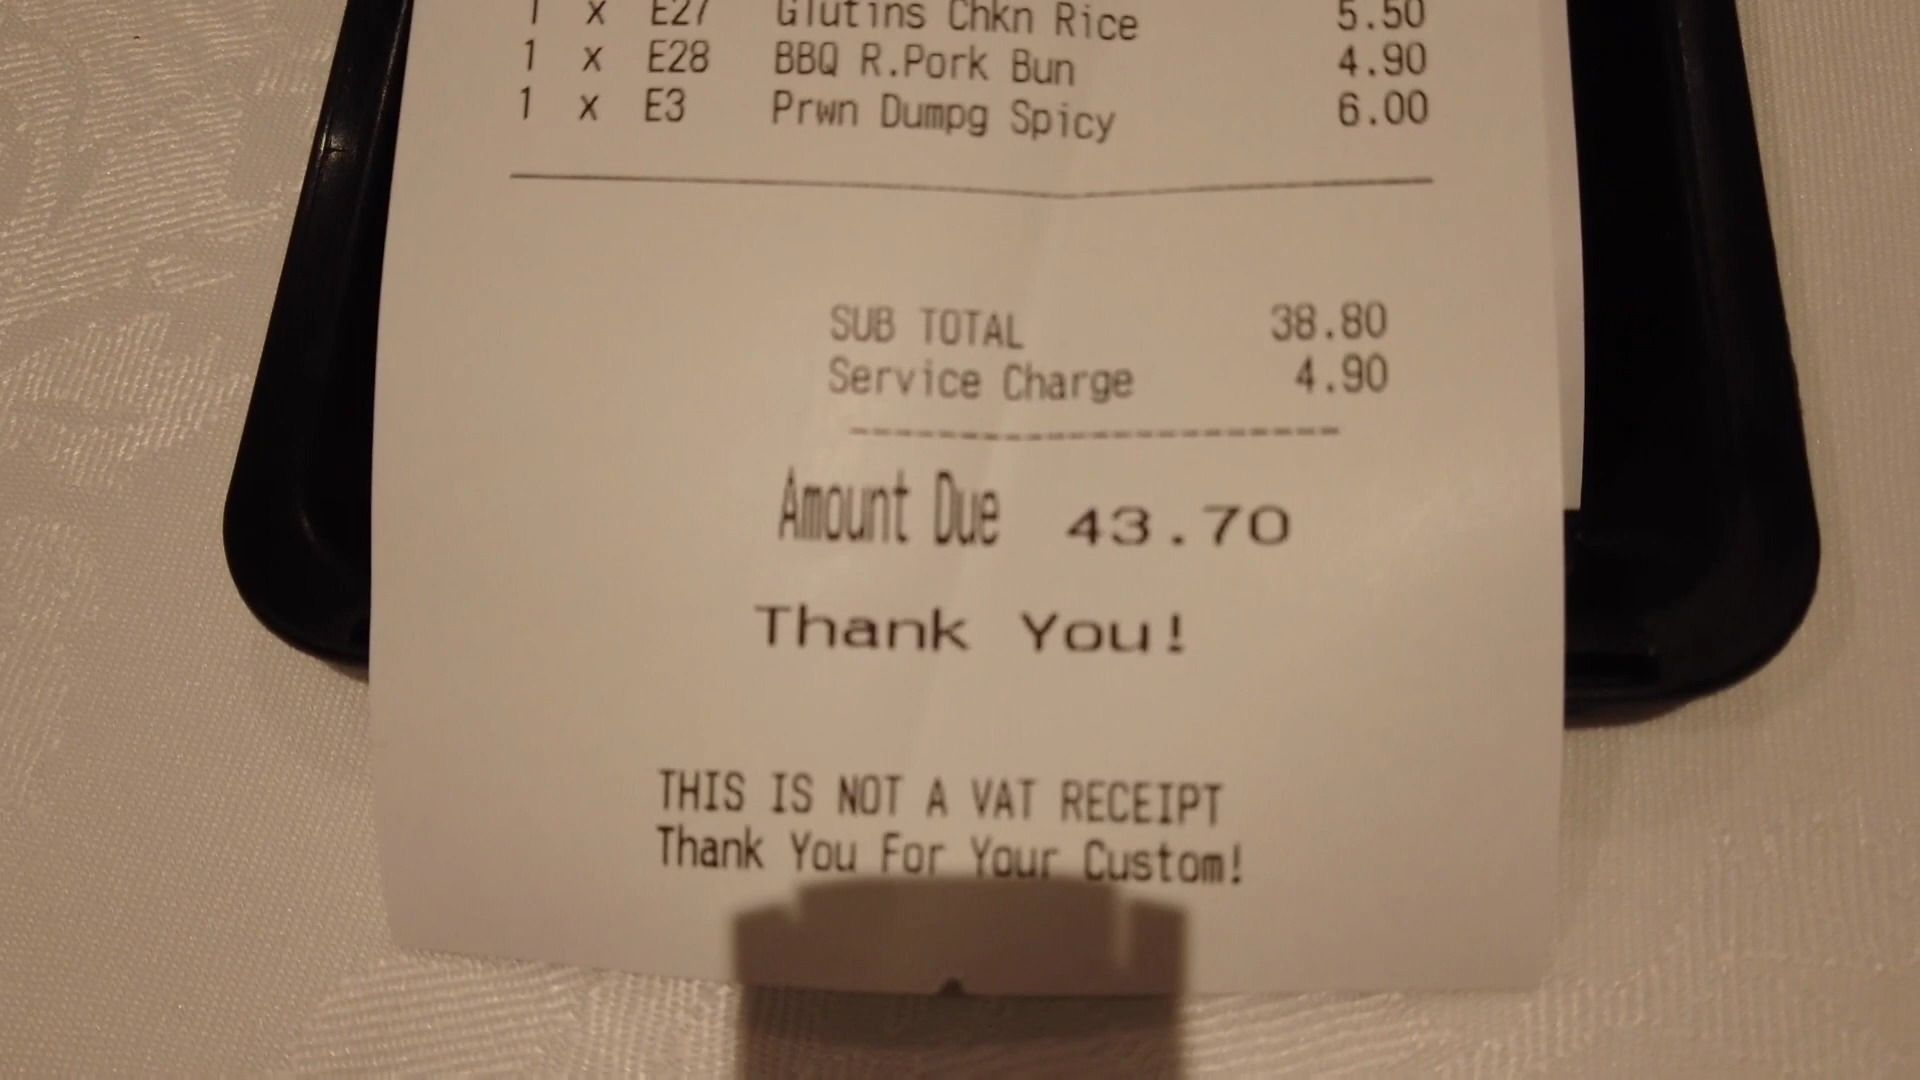 1 x E27 Glutins Chkn Rice 5.50
1 x E28 BBQ R.Pork Bun 4.90
1 x E3 Prwn Dumpg Spicy 6.00
SUB TOTAL 38.80
Service Charge 4.90
Amount Due 43.70
Thank You!
THIS IS NOT A VAT RECEIPT
Thank You For Your Custom!